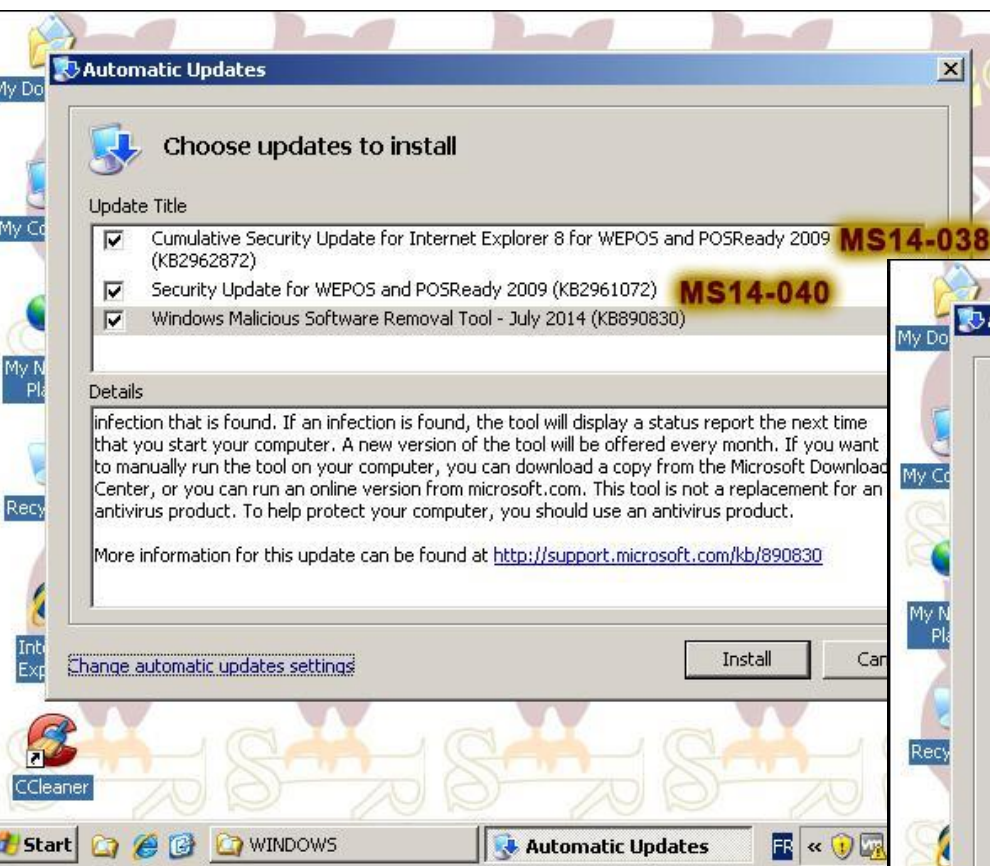 My Do
Automatic Updates
Choose updates to install
Update Title
Cumulative Security Update for Internet Explorer 8 for WEPOS and POSReady 2009 MS14-038
(KB2962872)
Security Update for WEPOS and POSReady 2009 (KB2961072) MS14-040
Windows Malicious Software Removal Tool - July 2014 (KB890830)
Details
infection that is found. If an infection is found, the tool will display a status report the next time
that you start your computer. A new version of the tool will be offered every month. If you want
to manually run the tool on your computer, you can download a copy from the Microsoft Download
Center, or you can run an online version from microsoft.com. This tool is not a replacement for an
antivirus product. To help protect your computer, you should use an antivirus product.
More information for this update can be found at http://support.microsoft.com/kb/890830
Change automatic updates settings
Install
Can
My Co
My N
Pla
Recy
Int
Exp
CCleaner
Start
WINDOWS
Automatic Updates
FR
«
My Do
My Co
My N
Pla
Recy